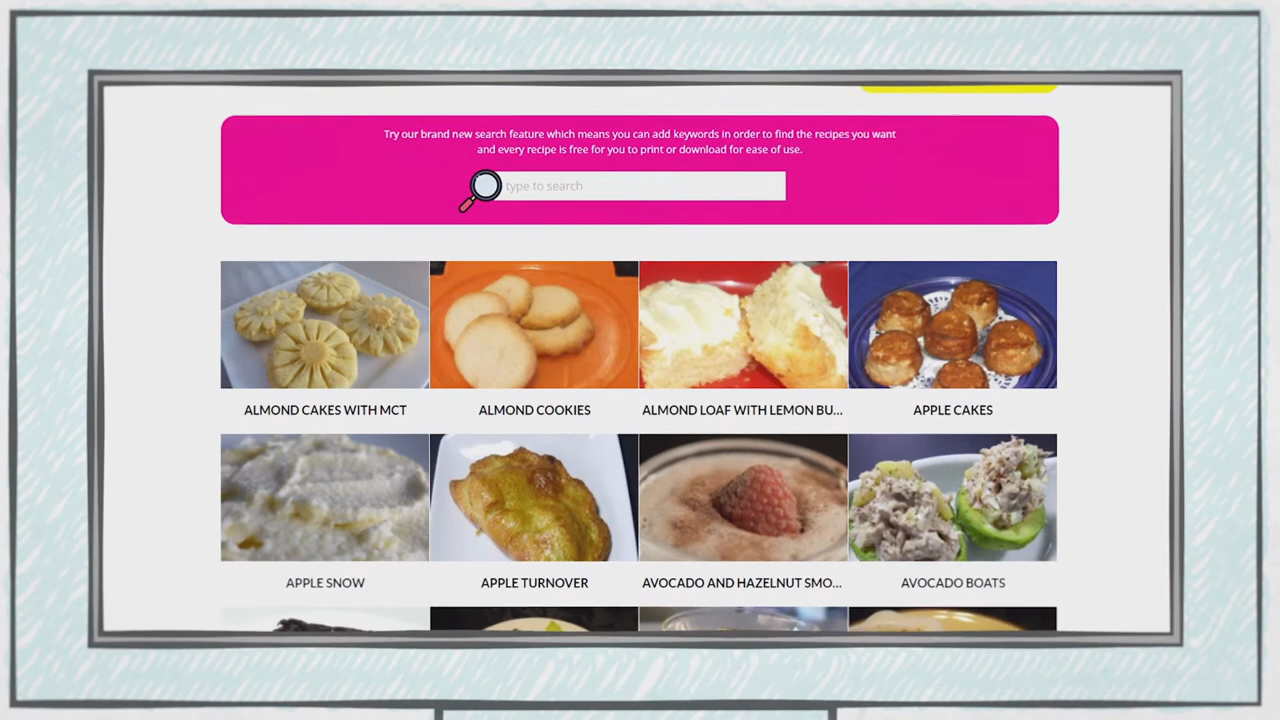 Try our brand new search feature which means you can add keywords in order to find the recipes you want
and every recipe is free for you to print or download for ease of use.
type to search
ALMOND CAKES WITH MCT
ALMOND COOKIES
ALMOND LOAF WITH LEMON BU...
APPLE CAKES
APPLE SNOW
APPLE TURNOVER
AVOCADO AND HAZELNUT SMO...
AVOCADO BOATS